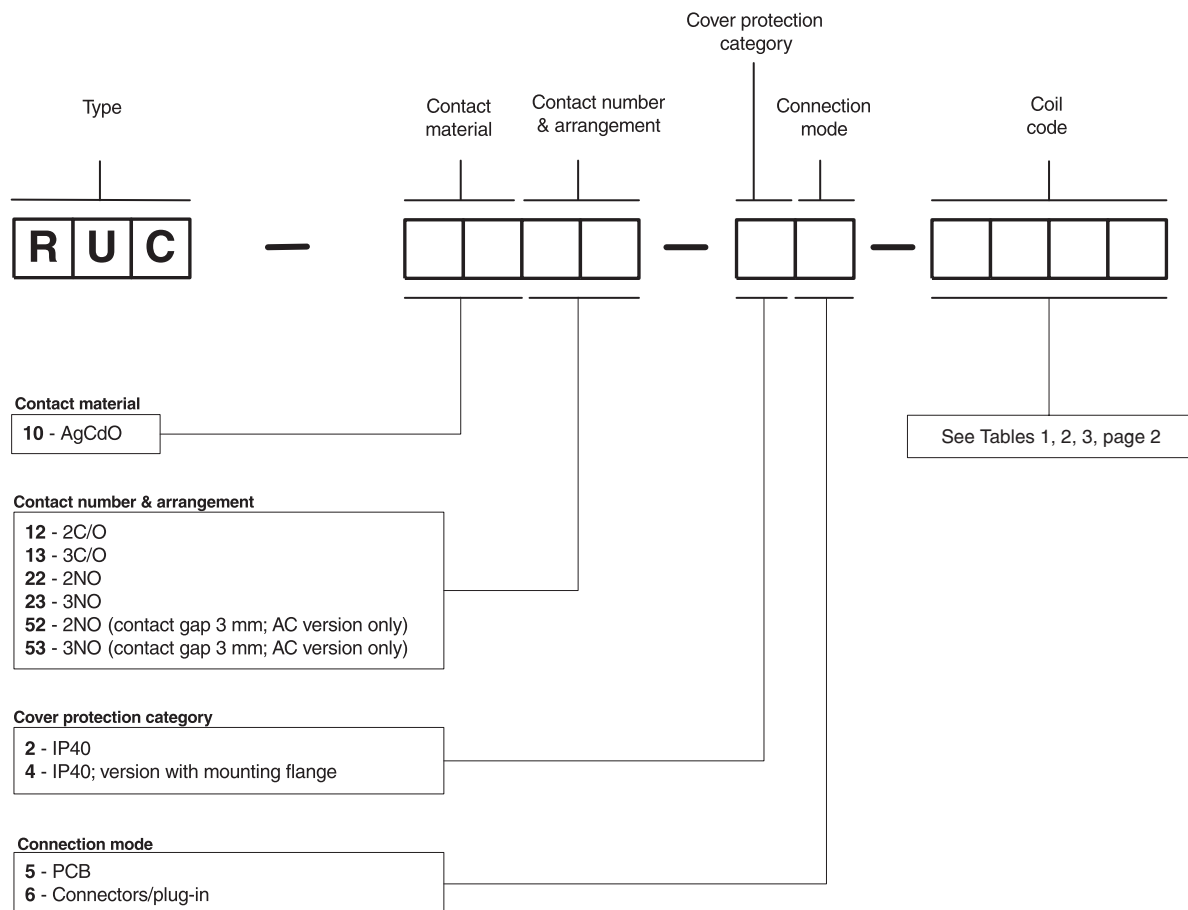 Cover protection
category
Type
Contact
material
Contact number
& arrangement
Connection
mode
Coil
code
RUC — — —
Contact material
10 - AgCdO
See Tables 1, 2, 3, page 2
Contact number & arrangement
12 - 2C/O
13 - 3C/O
22 - 2NO
23 - 3NO
52 - 2NO (contact gap 3 mm; AC version only)
53 - 3NO (contact gap 3 mm; AC version only)
Cover protection category
2 - IP40
4 - IP40; version with mounting flange
Connection mode
5 - PCB
6 - Connectors/plug-in